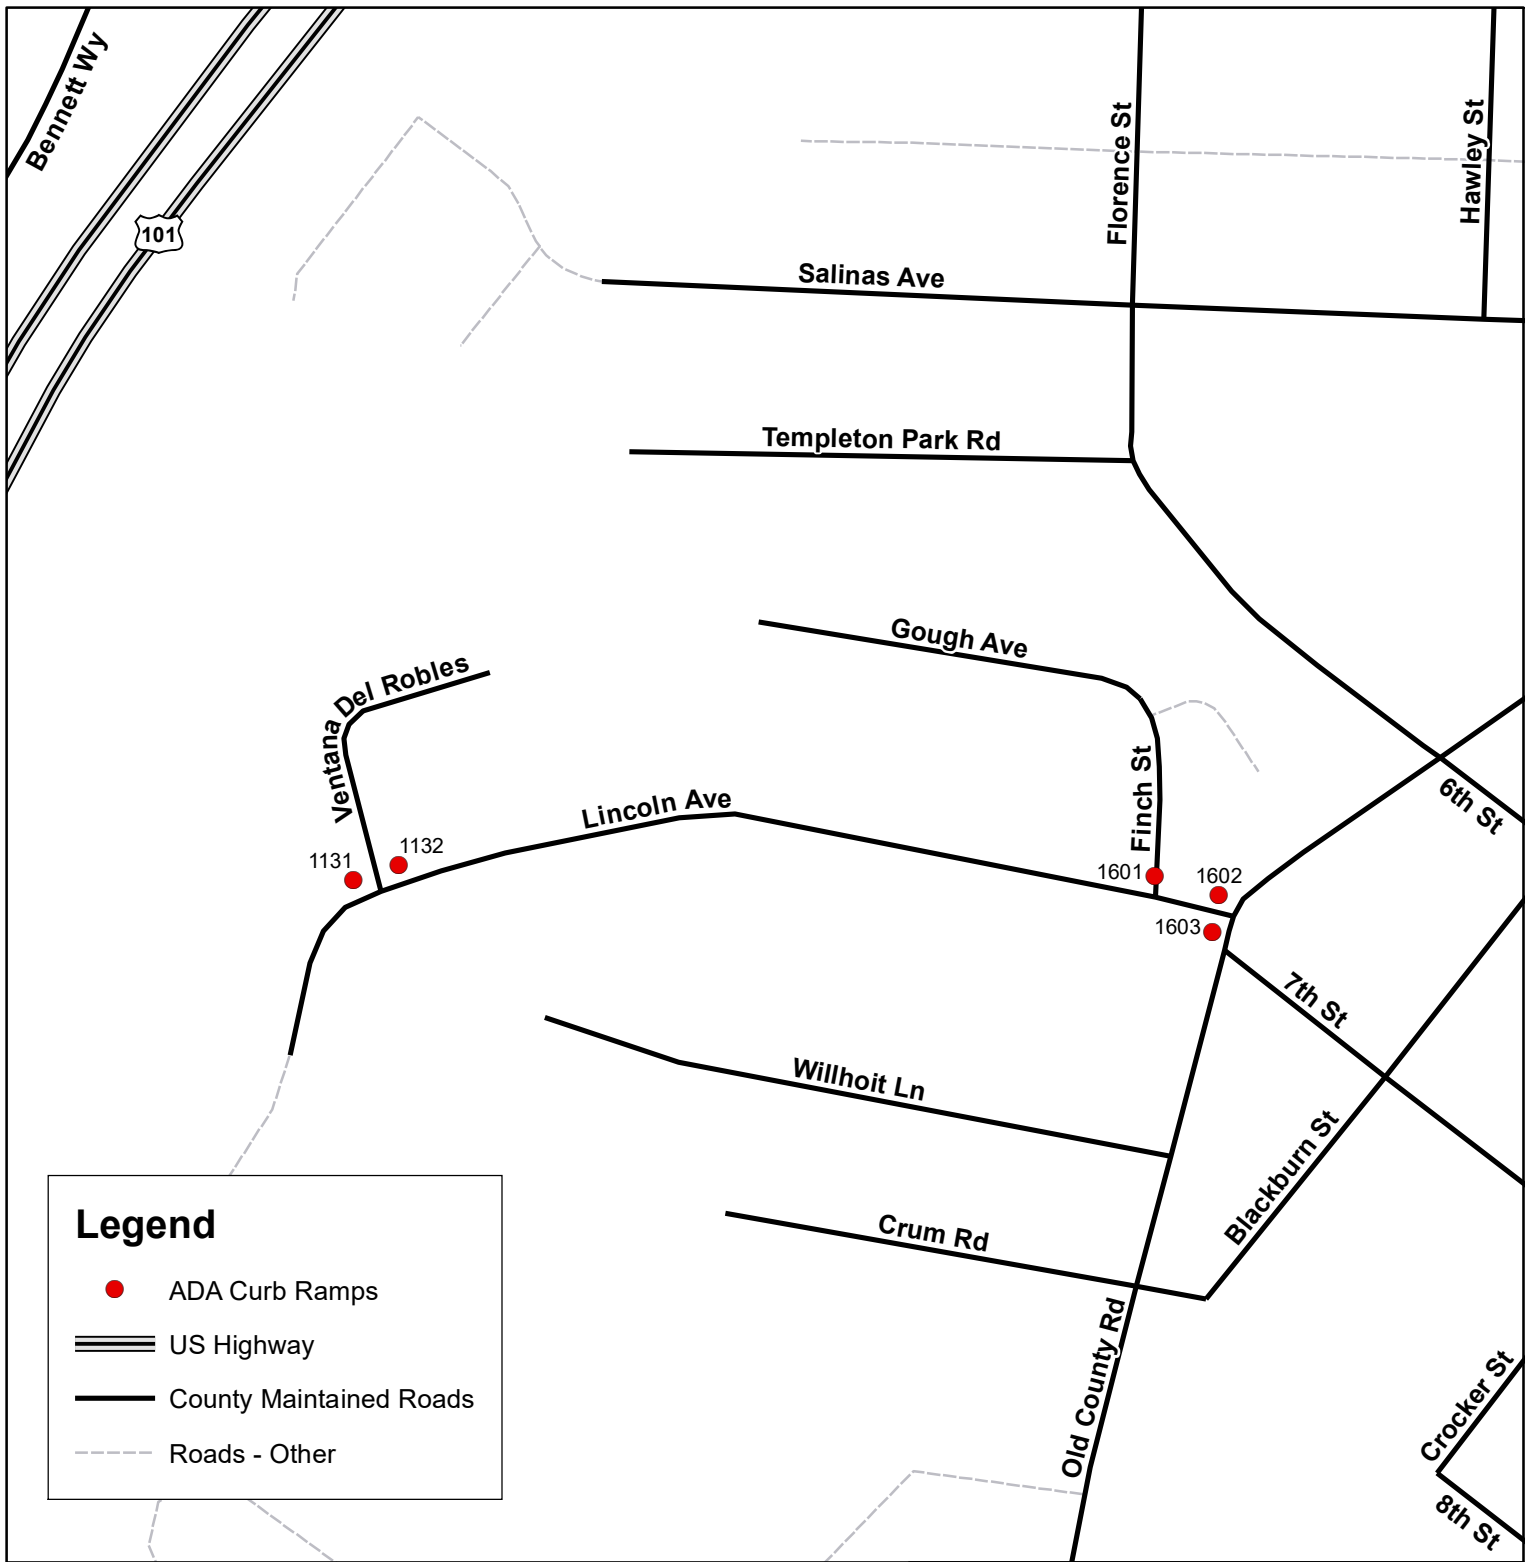 Bennett Wy
101
Florence St
Hawley St
Salinas Ave
Templeton Park Rd
Gough Ave
Ventana Del Robles
Lincoln Ave
Finch St
6th St
1131
1132
1601
1602
1603
7th St
Willhoit Ln
Blackburn St
Crum Rd
Old County Rd
Crocker St
8th St
Legend
ADA Curb Ramps
US Highway
County Maintained Roads
Roads - Other